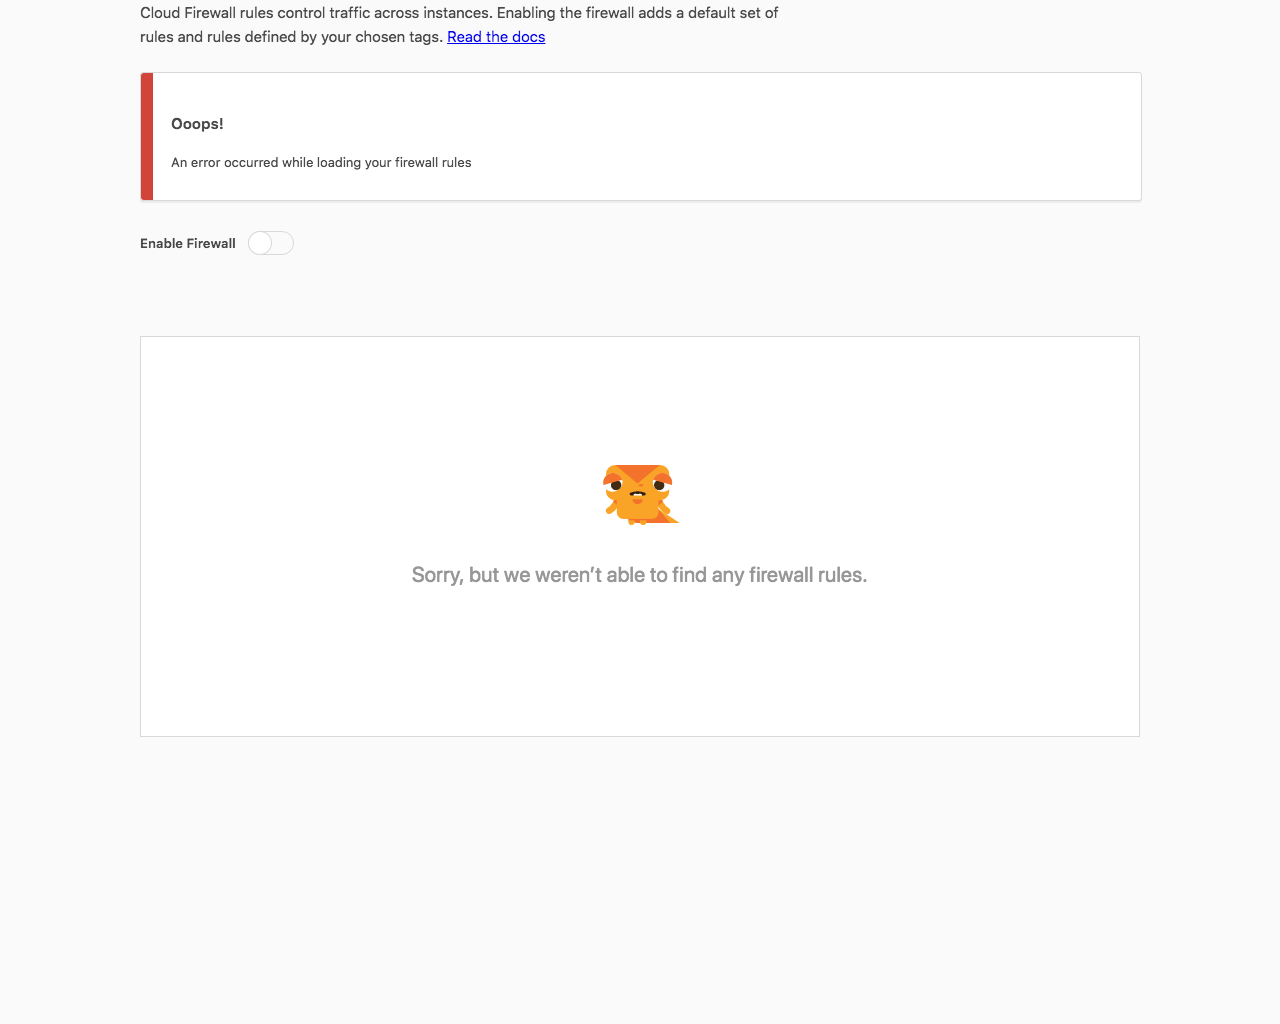 Cloud Firewall rules control traffic across instances. Enabling the firewall adds a default set of
rules and rules defined by your chosen tags. Read the docs
Ooops!
An error occurred while loading your firewall rules
Enable Firewall
Sorry, but we weren’t able to find any firewall rules.